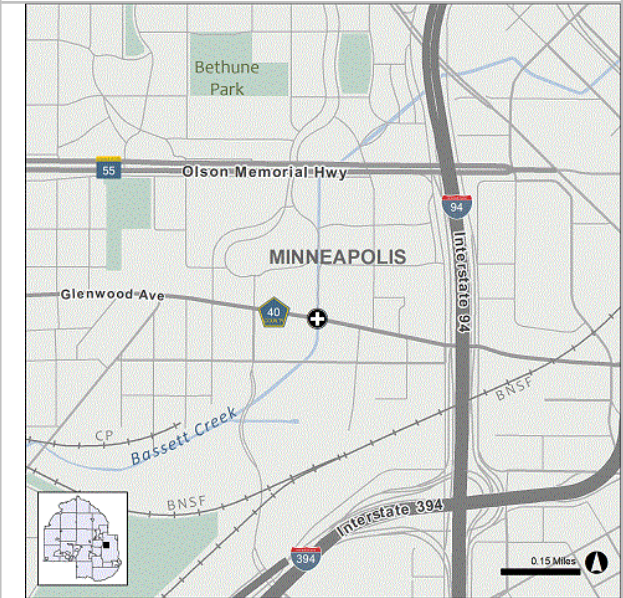 Bethune
Park
55
Olson Memorial Hwy
94
Interstate 94
MINNEAPOLIS
Glenwood Ave
40
BNSF
CP
Bassett Creek
BNSF
Interstate 394
394
0.15 Miles